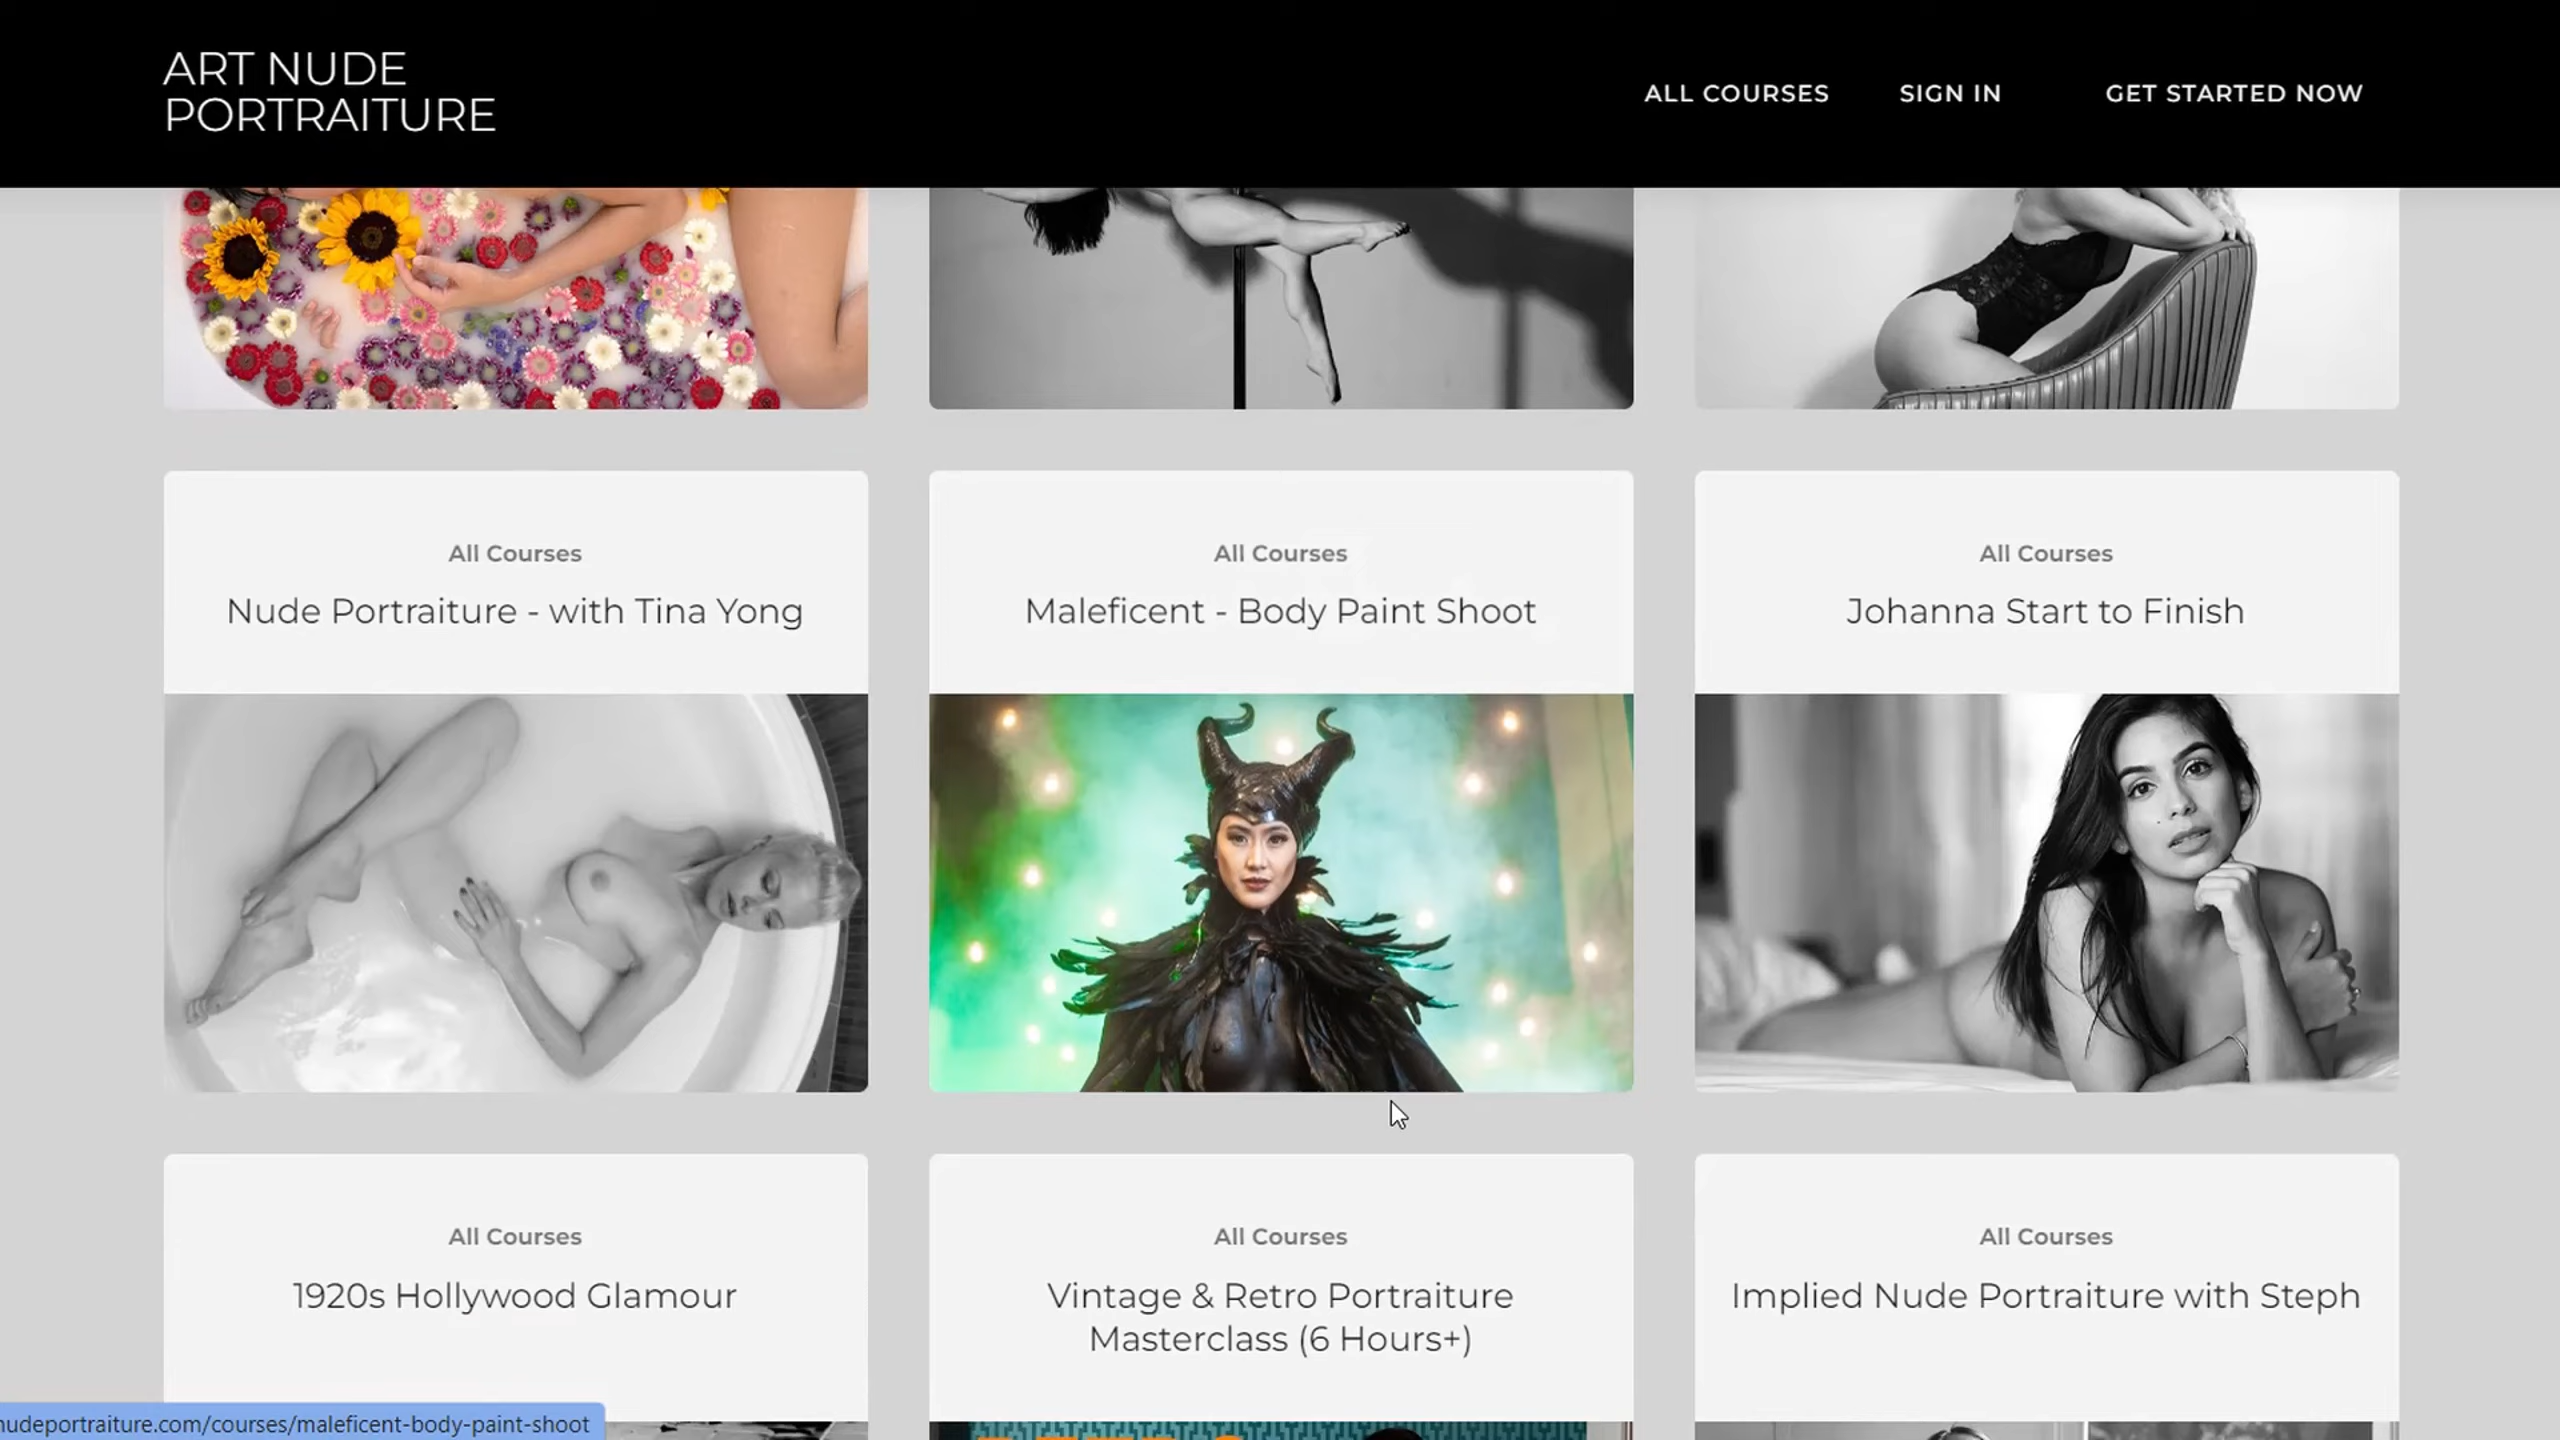 ART NUDE
PORTRAITURE
ALL COURSES
SIGN IN
GET STARTED NOW
All Courses
Nude Portraiture - with Tina Yong
All Courses
Maleficent - Body Paint Shoot
All Courses
Johanna Start to Finish
All Courses
1920s Hollywood Glamour
All Courses
Vintage & Retro Portraiture
Masterclass (6 Hours+)
All Courses
Implied Nude Portraiture with Steph
nudeportraiture.com/courses/maleficent-body-paint-shoot